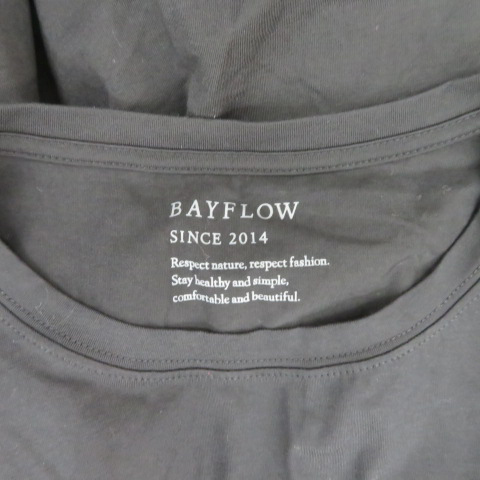 BAYFLOW
SINCE 2014
Respect nature, respect fashion.
Stay healthy and simple,
comfortable and beautiful.